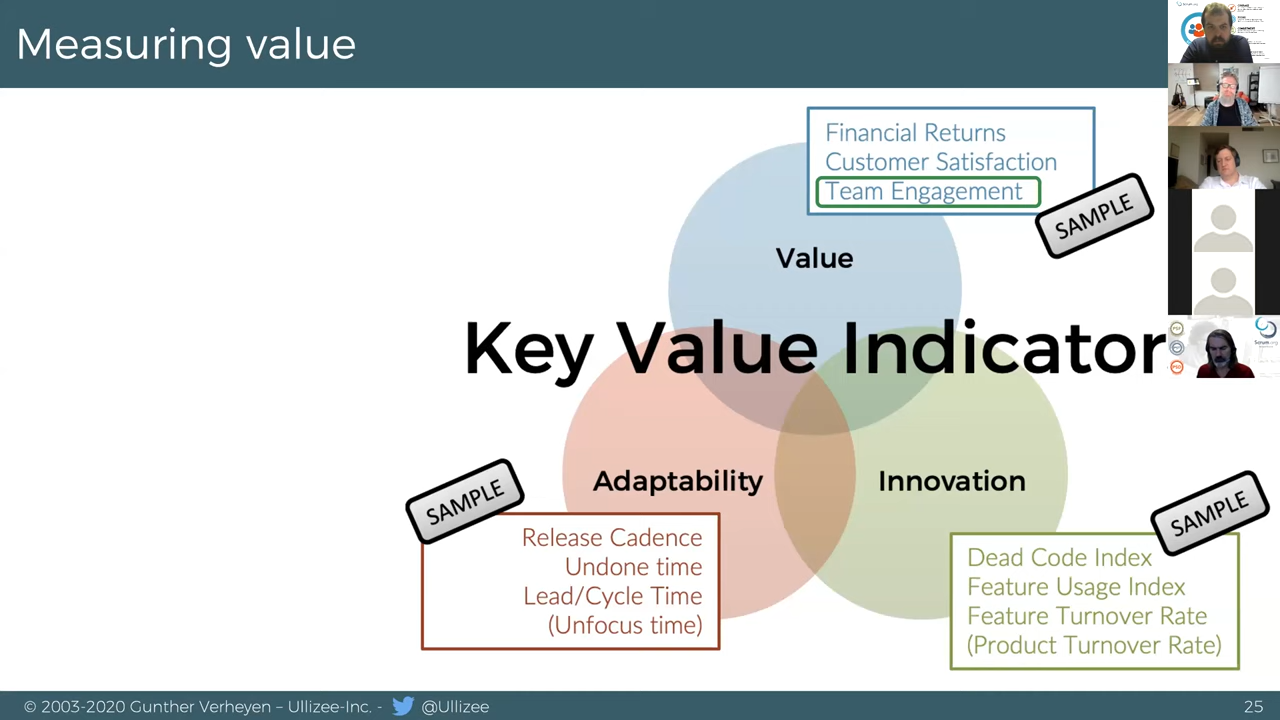 Measuring value
Financial Returns
Customer Satisfaction
Team Engagement
SAMPLE
Value
Key Value Indicator
Adaptability
Innovation
SAMPLE
Release Cadence
Undone time
Lead/Cycle Time
(Unfocus time)
SAMPLE
Dead Code Index
Feature Usage Index
Feature Turnover Rate
(Product Turnover Rate)
© 2003-2020 Gunther Verheyen – Ullizee-Inc. - @Ullizee
25
Scrum.org